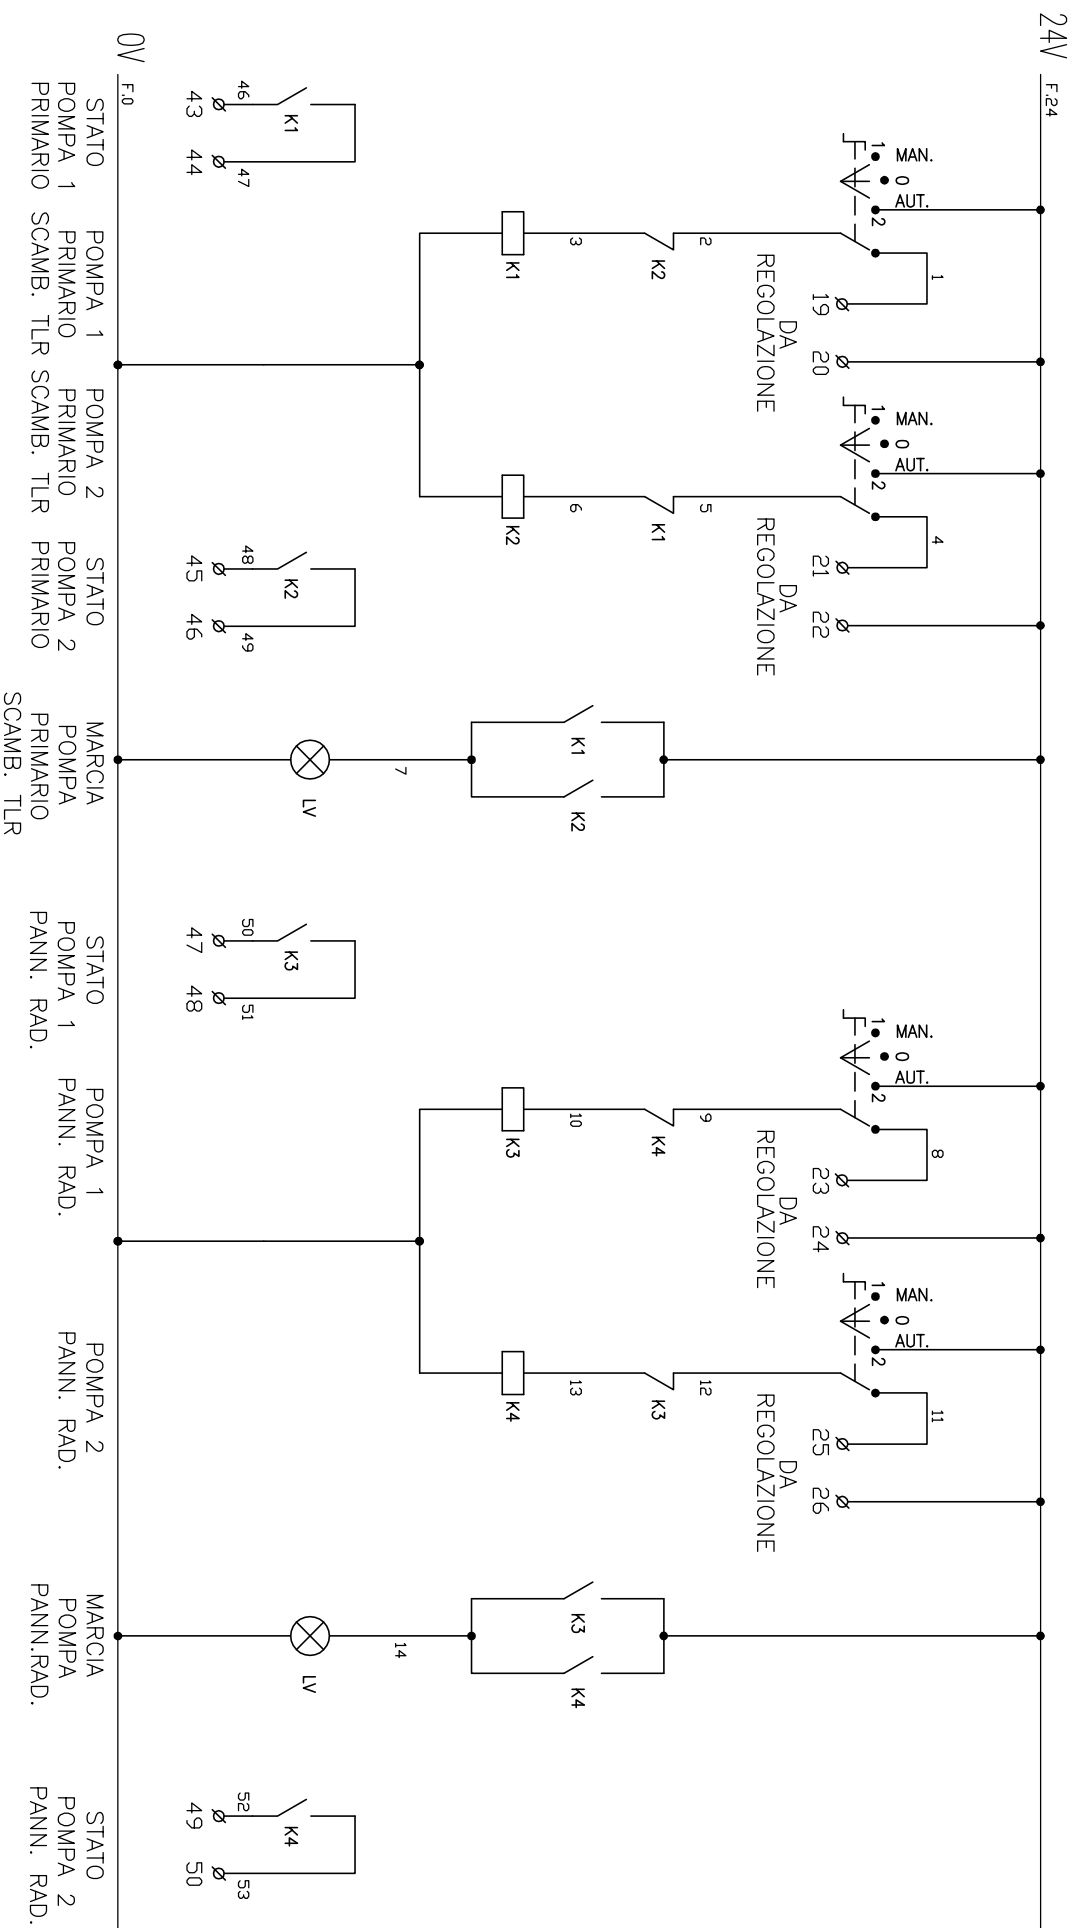 24V
F.24
MAN.
1
0
AUT.
2
1
19
20
DA
REGOLAZIONE
2
K2
3
K1
MAN.
1
0
AUT.
2
4
21
22
DA
REGOLAZIONE
5
K1
6
K2
K1
K2
7
LV
MAN.
1
0
AUT.
2
8
23
24
DA
REGOLAZIONE
9
K4
10
K3
MAN.
1
0
AUT.
2
11
25
26
DA
REGOLAZIONE
12
K3
13
K4
K3
K4
14
LV
46
K1
47
43
44
48
K2
49
45
46
50
K3
51
47
48
52
K4
53
49
50
0V
F.0
STATO
POMPA 1
PRIMARIO
POMPA 1
PRIMARIO
SCAMB. TLR
POMPA 2
PRIMARIO
SCAMB. TLR
STATO
POMPA 2
PRIMARIO
MARCIA
POMPA
PRIMARIO
SCAMB. TLR
STATO
POMPA 1
PANN. RAD.
POMPA 1
PANN. RAD.
POMPA 2
PANN. RAD.
MARCIA
POMPA
PANN.RAD.
STATO
POMPA 2
PANN. RAD.